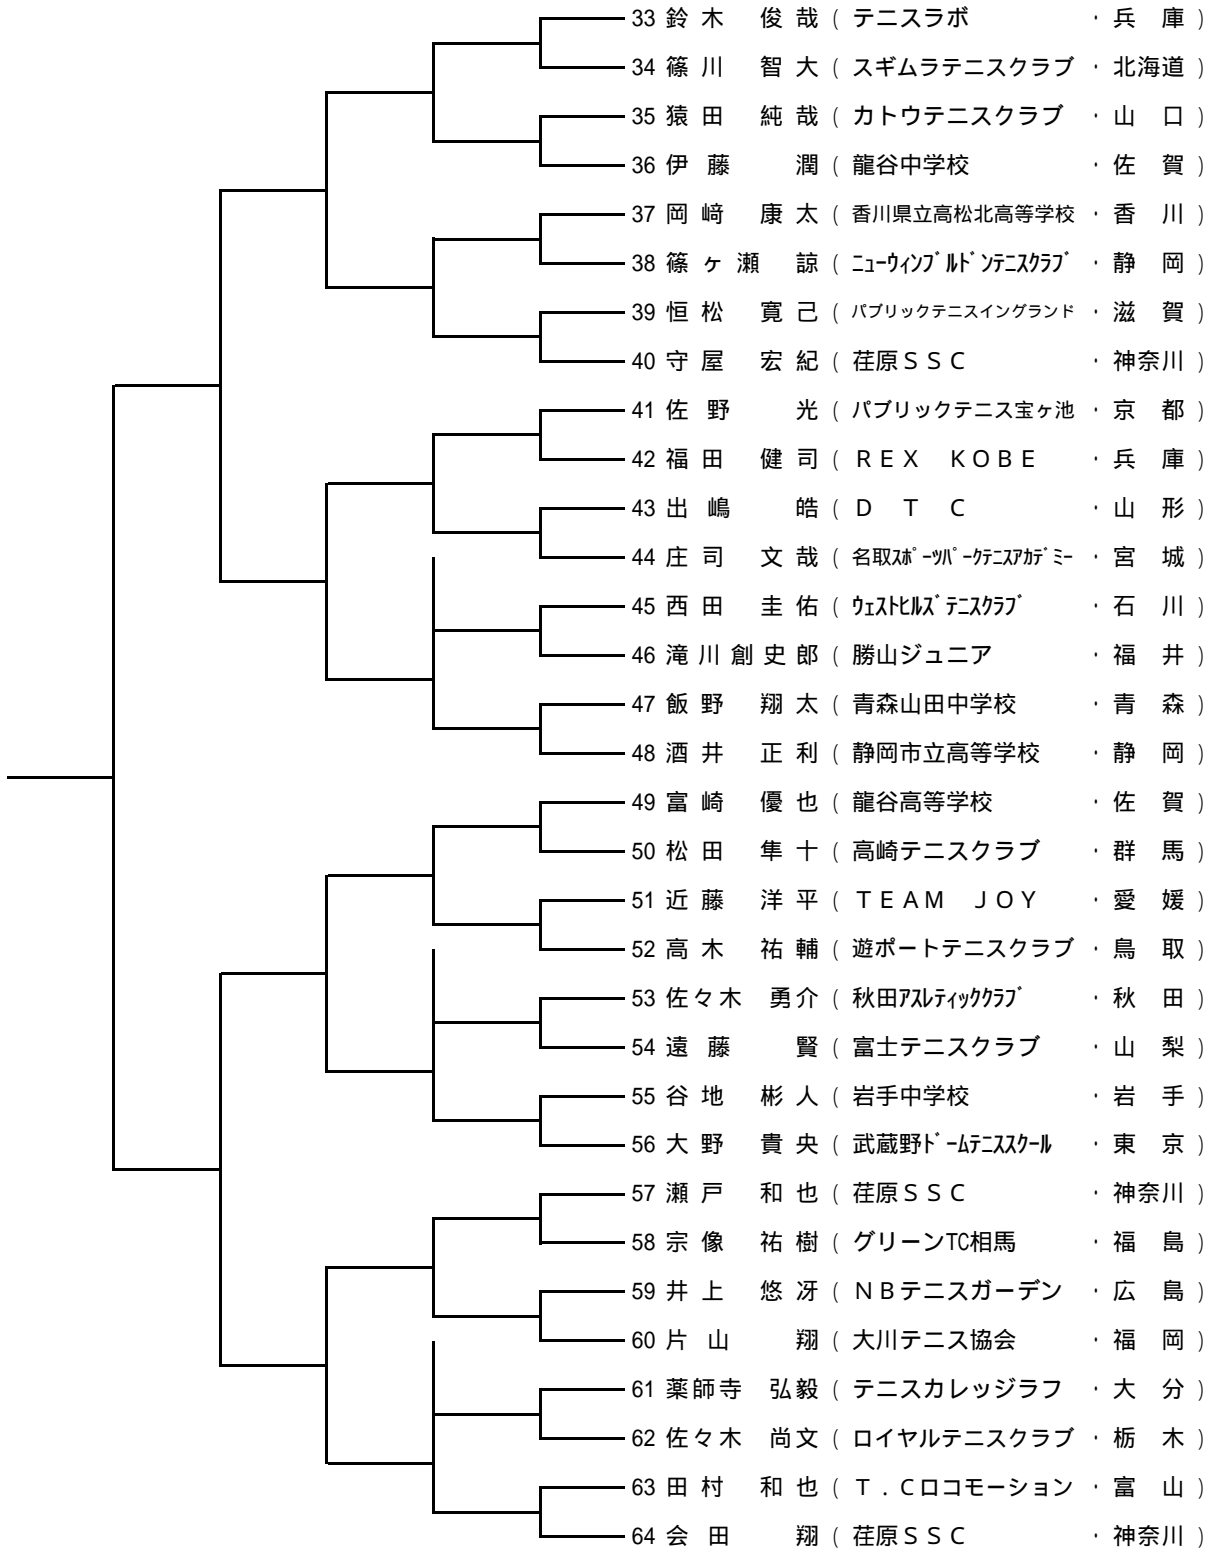 33 鈴木 俊哉 ( テニスラボ ・ 兵 庫 )
34 篠川 智大 ( スギムラテニスクラブ ・ 北海道 )
35 猿田 純哉 ( カトウテニスクラブ ・ 山 口 )
36 伊藤 潤 ( 龍谷中学校 ・ 佐 賀 )
37 岡﨑 康太 ( 香川県立高松北高等学校 ・ 香 川 )
38 篠ヶ瀬 諒 ( ﾆｭｰｳｨﾝﾌﾞﾙﾄﾞﾝﾃﾆｽｸﾗﾌﾞ ・ 静 岡 )
39 恒松 寛己 ( パブリックテニスイングランド ・ 滋 賀 )
40 守屋 宏紀 ( 荏原ＳＳＣ ・ 神奈川 )
41 佐野 光 ( パブリックテニス宝ヶ池 ・ 京 都 )
42 福田 健司 ( ＲＥＸ ＫＯＢＥ ・ 兵 庫 )
43 出嶋 皓 ( Ｄ Ｔ Ｃ ・ 山 形 )
44 庄司 文哉 ( 名取ｽﾎﾟｰﾂﾊﾟｰｸﾃﾆｽｱｶﾃﾞﾐｰ ・ 宮 城 )
45 西田 圭佑 ( ｳｪｽﾄﾋﾙｽﾞﾃﾆｽｸﾗﾌﾞ ・ 石 川 )
46 滝川創史郎 ( 勝山ジュニア ・ 福 井 )
47 飯野 翔太 ( 青森山田中学校 ・ 青 森 )
48 酒井 正利 ( 静岡市立高等学校 ・ 静 岡 )
49 富崎 優也 ( 龍谷高等学校 ・ 佐 賀 )
50 松田 隼十 ( 高崎テニスクラブ ・ 群 馬 )
51 近藤 洋平 ( ＴＥＡＭ ＪＯＹ ・ 愛 媛 )
52 高木 祐輔 ( 遊ポートテニスクラブ ・ 鳥 取 )
53 佐々木 勇介 ( 秋田ｱｽﾚﾃｨｯｸｸﾗﾌﾞ ・ 秋 田 )
54 遠藤 賢 ( 富士テニスクラブ ・ 山 梨 )
55 谷地 彬人 ( 岩手中学校 ・ 岩 手 )
56 大野 貴央 ( 武蔵野ﾄﾞｰﾑﾃﾆｽｽｸｰﾙ ・ 東 京 )
57 瀬戸 和也 ( 荏原ＳＳＣ ・ 神奈川 )
58 宗像 祐樹 ( グリーンTC相馬 ・ 福 島 )
59 井上 悠冴 ( ＮＢテニスガーデン ・ 広 島 )
60 片山 翔 ( 大川テニス協会 ・ 福 岡 )
61 薬師寺 弘毅 ( テニスカレッジラフ ・ 大 分 )
62 佐々木 尚文 ( ロイヤルテニスクラブ ・ 栃 木 )
63 田村 和也 ( Ｔ．Ｃロコモーション ・ 富 山 )
64 会田 翔 ( 荏原ＳＳＣ ・ 神奈川 )